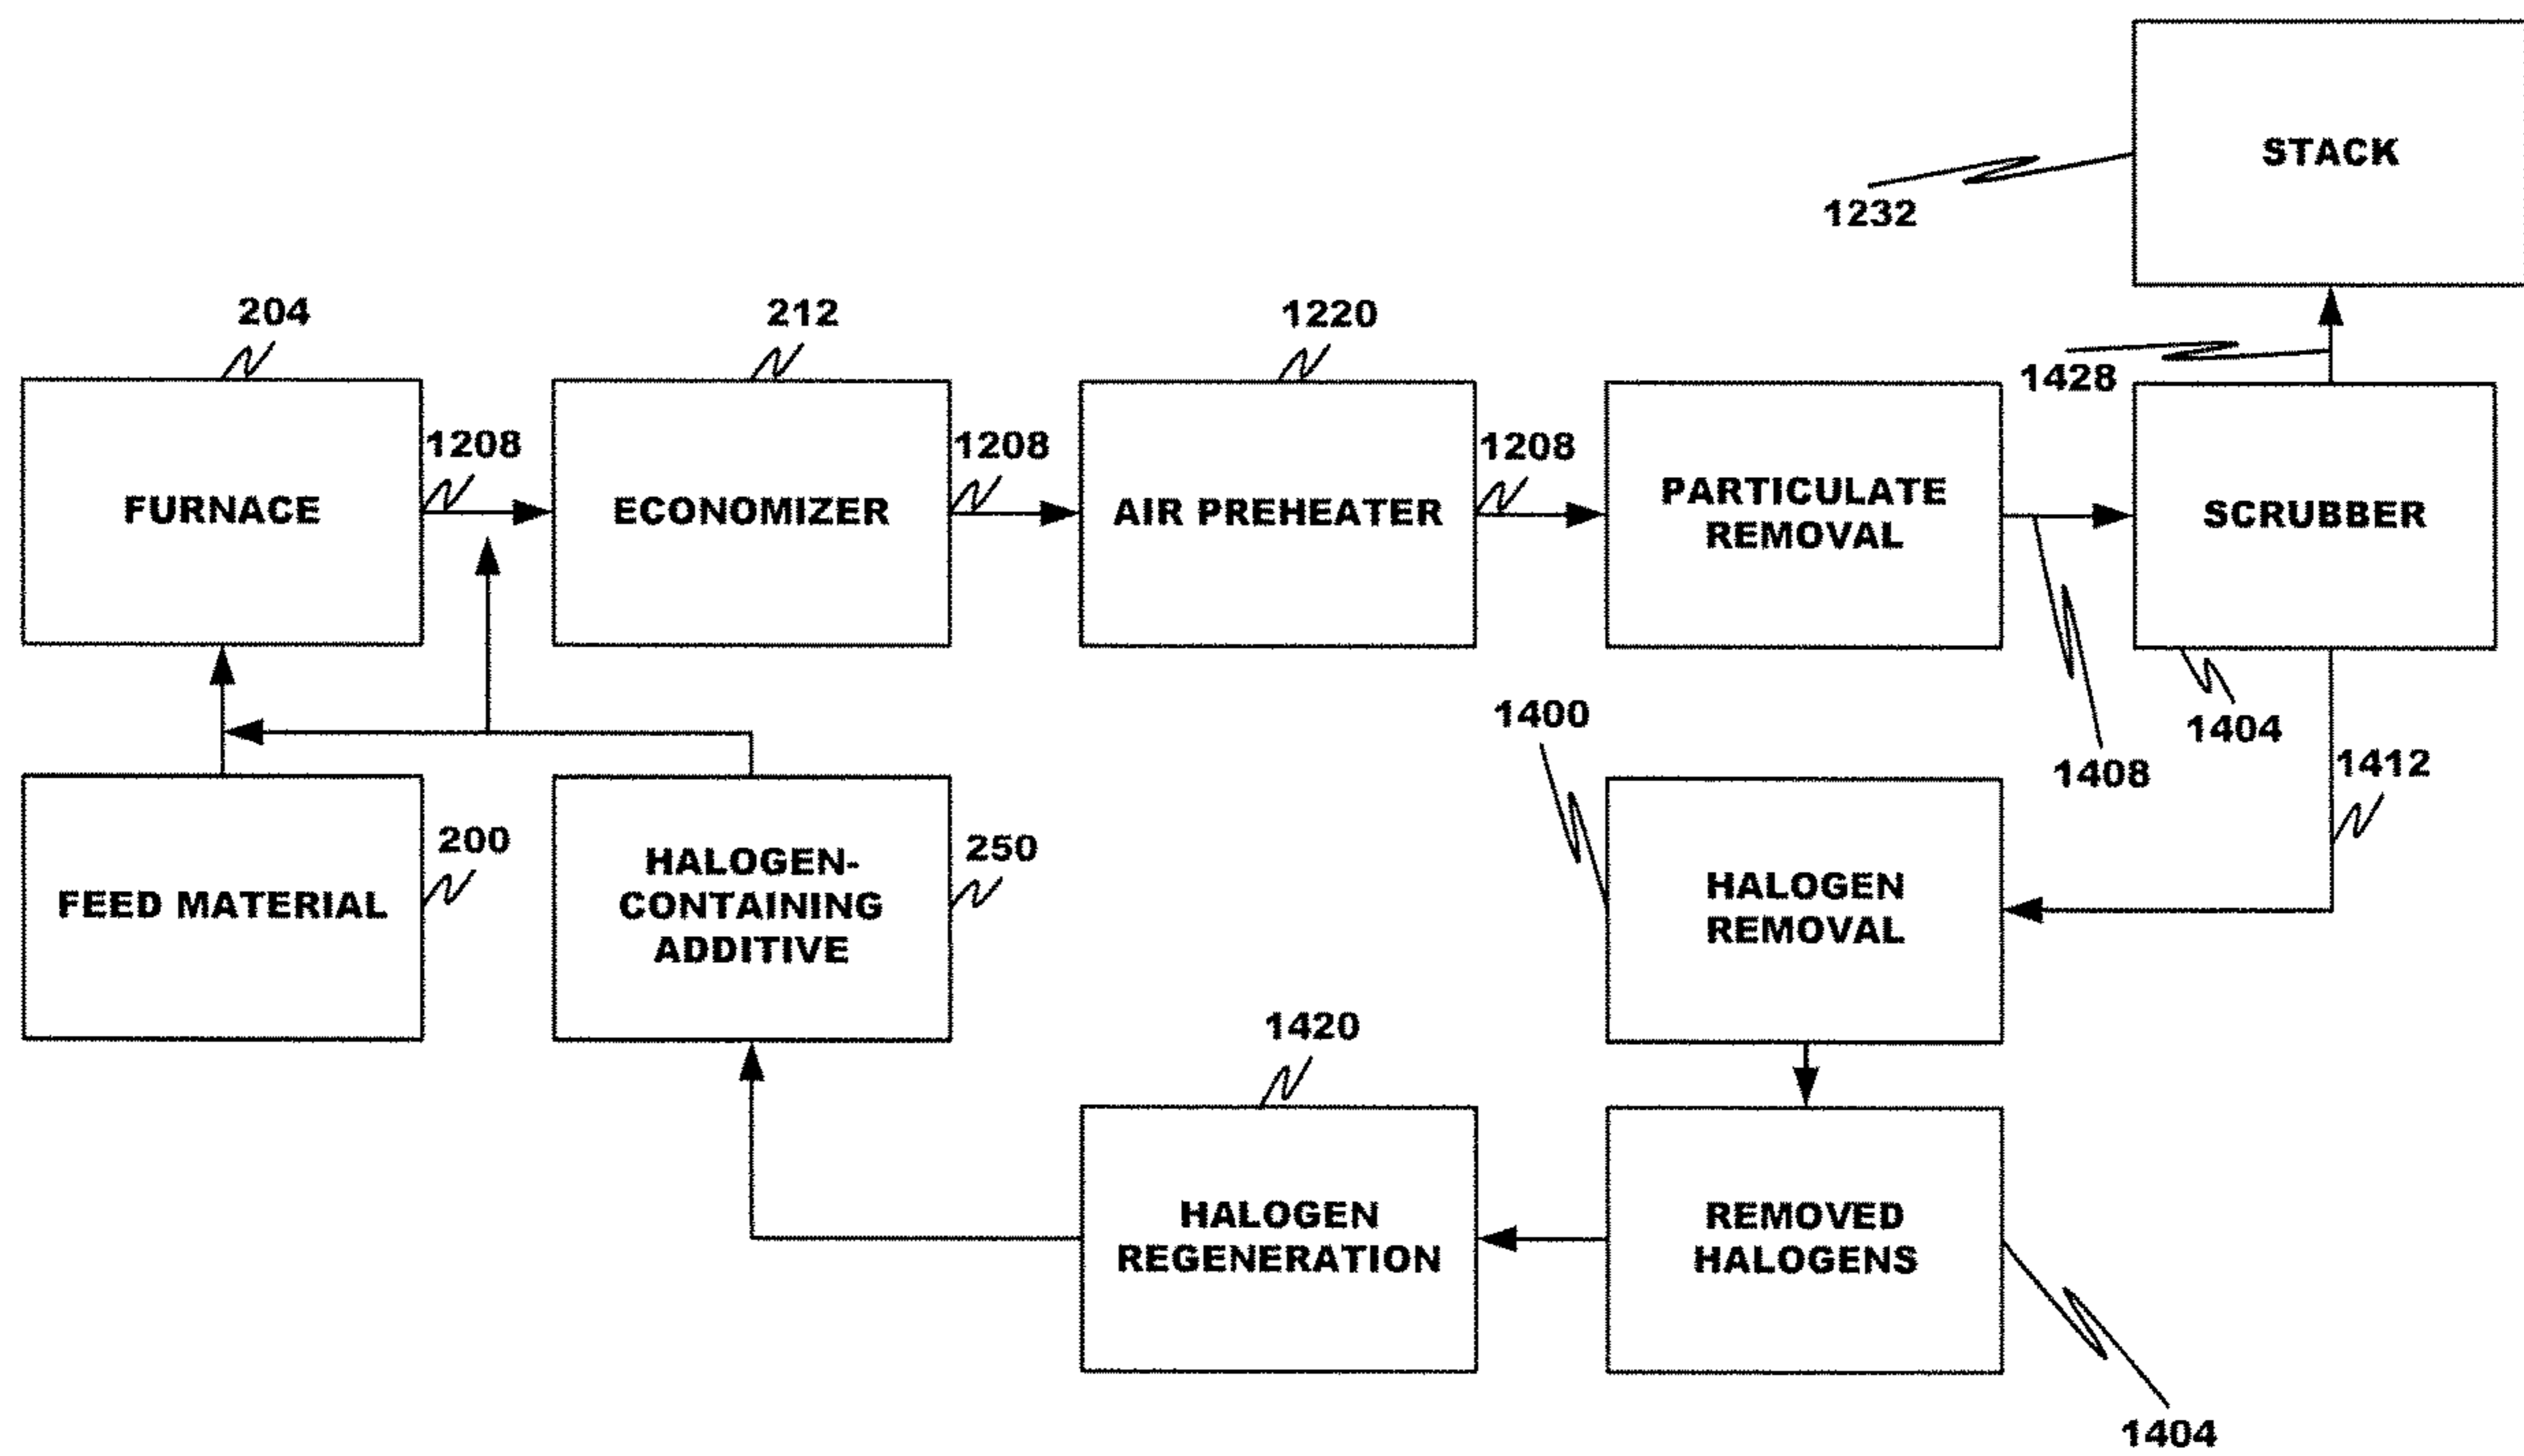 STACK
1232
204
212
1220
1428
1208
1208
1208
FURNACE
ECONOMIZER
AIR PREHEATER
PARTICULATE
REMOVAL
SCRUBBER
1400
1404
1408
1412
200
250
FEED MATERIAL
HALOGEN-
CONTAINING
ADDITIVE
HALOGEN
REMOVAL
1420
HALOGEN
REGENERATION
REMOVED
HALOGENS
1404